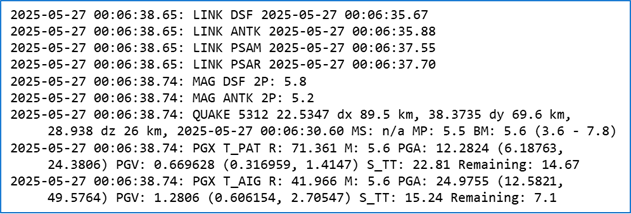 2025-05-27 00:06:38.65: LINK DSF 2025-05-27 00:06:35.67
2025-05-27 00:06:38.65: LINK ANTK 2025-05-27 00:06:35.88
2025-05-27 00:06:38.65: LINK PSAM 2025-05-27 00:06:37.55
2025-05-27 00:06:38.65: LINK PSAR 2025-05-27 00:06:37.70
2025-05-27 00:06:38.74: MAG DSF 2P: 5.8
2025-05-27 00:06:38.74: MAG ANTK 2P: 5.2
2025-05-27 00:06:38.74: QUAKE 5312 22.5347 dx 89.5 km, 38.3735 dy 69.6 km,
28.938 dz 26 km, 2025-05-27 00:06:30.60 MS: n/a MP: 5.5 BM: 5.6 (3.6 - 7.8)
2025-05-27 00:06:38.74: PGX T_PAT R: 71.361 M: 5.6 PGA: 12.2824 (6.18763,
24.3806) PGV: 0.669628 (0.316959, 1.4147) S_TT: 22.81 Remaining: 14.67
2025-05-27 00:06:38.74: PGX T_AIG R: 41.966 M: 5.6 PGA: 24.9755 (12.5821,
49.5764) PGV: 1.2806 (0.606154, 2.70547) S_TT: 15.24 Remaining: 7.1